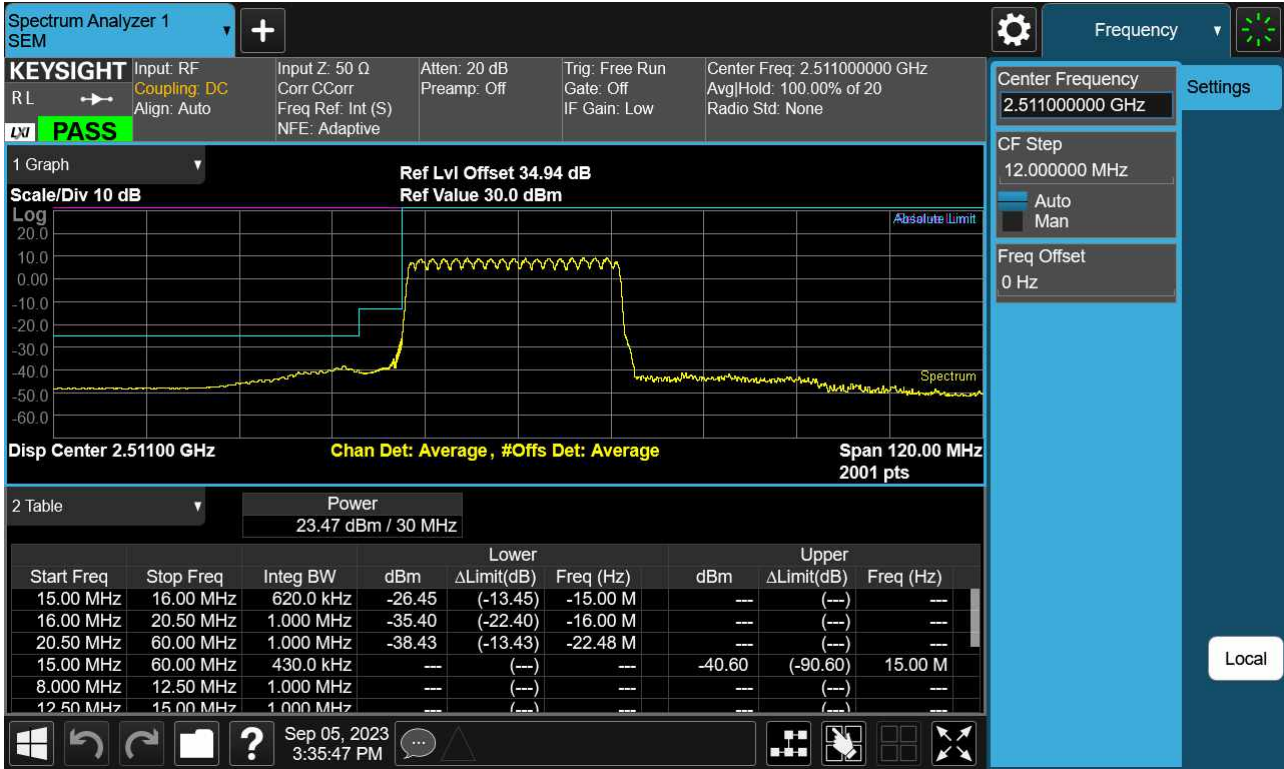 Spectrum Analyzer 1
SEM
Frequency
KEYSIGHT
RL
LXI
PASS
Input: RF
Coupling: DC
Align: Auto
Input Z: 50 Ω
Corr CCorr
Freq Ref: Int (S)
NFE: Adaptive
Atten: 20 dB
Preamp: Off
Trig: Free Run
Gate: Off
IF Gain: Low
Center Freq: 2.511000000 GHz
Avg|Hold: 100.00% of 20
Radio Std: None
Center Frequency
2.511000000 GHz
CF Step
12.000000 MHz
Auto
Man
Freq Offset
0 Hz
Settings
Local
1 Graph
Scale/Div 10 dB
Ref Lvl Offset 34.94 dB
Ref Value 30.0 dBm
Log
20.0
10.0
0.00
-10.0
-20.0
-30.0
-40.0
-50.0
-60.0
Limit
Spectrum
Disp Center 2.51100 GHz
Chan Det: Average , #Offs Det: Average
Span 120.00 MHz
2001 pts
2 Table
Power
23.47 dBm / 30 MHz
Lower Upper
Start Freq Stop Freq Integ BW dBm ΔLimit(dB) Freq (Hz) dBm ΔLimit(dB) Freq (Hz)
15.00 MHz 16.00 MHz 620.0 kHz -26.45 (-13.45) -15.00 M --- (---) ---
16.00 MHz 20.50 MHz 1.000 MHz -35.40 (-22.40) -16.00 M --- (---) ---
20.50 MHz 60.00 MHz 1.000 MHz -38.43 (-13.43) -22.48 M --- (---) ---
15.00 MHz 60.00 MHz 430.0 kHz --- (---) --- -40.60 (-90.60) 15.00 M
8.000 MHz 12.50 MHz 1.000 MHz --- (---) --- --- (---) ---
12.50 MHz 15.00 MHz 1.000 MHz --- (---) --- --- (---) ---
?
Sep 05, 2023
3:35:47 PM